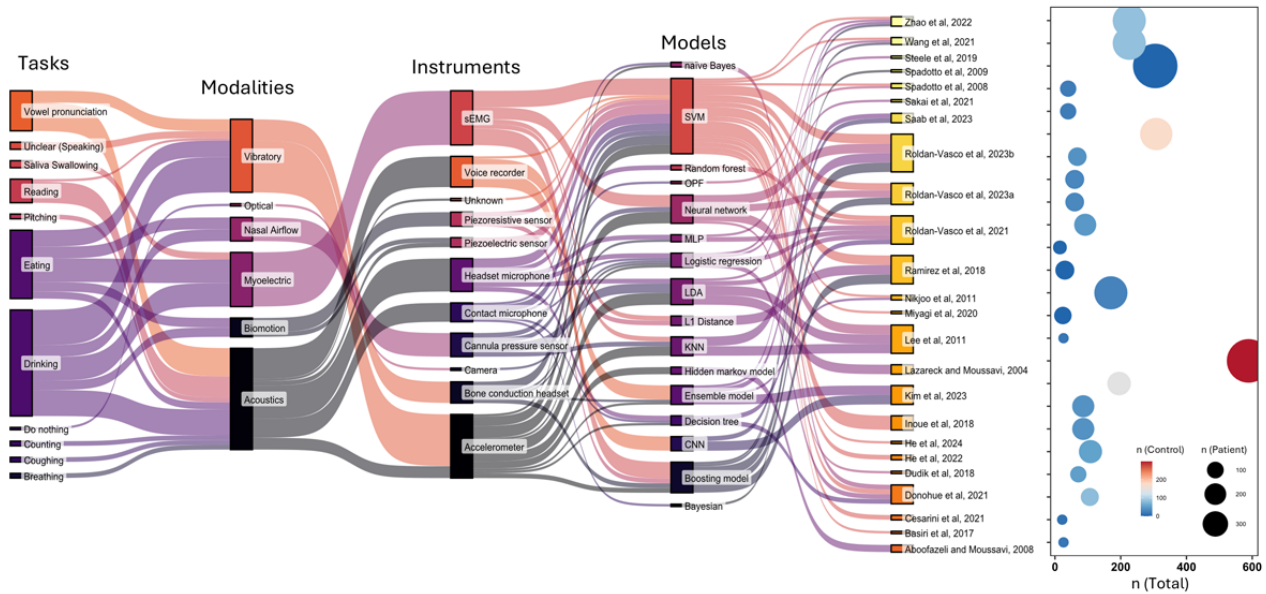 Tasks
Vowel pronunciation
Unclear (Speaking)
Saliva Swallowing
Reading
Pitching
Eating
Drinking
Do nothing
Counting
Coughing
Breathing
Modalities
Vibratory
Optical
Nasal Airflow
Myoelectric
Biomotion
Acoustics
Instruments
sEMG
Voice recorder
Unknown
Piezoresistive sensor
Piezoelectric sensor
Headset microphone
Contact microphone
Cannula pressure sensor
Camera
Bone conduction headset
Accelerometer
Models
naïve Bayes
SVM
Random forest
OPF
Neural network
MLP
Logistic regression
LDA
L1 Distance
KNN
Hidden markov model
Ensemble model
Decision tree
CNN
Boosting model
Bayesian
Zhao et al, 2022
Wang et al, 2021
Steele et al, 2019
Spadotto et al, 2009
Spadotto et al, 2008
Sakai et al, 2021
Saab et al, 2023
Roldan-Vasco et al, 2023b
Roldan-Vasco et al, 2023a
Roldan-Vasco et al, 2021
Ramirez et al, 2018
Nikjoo et al, 2011
Miyagi et al, 2020
Lee et al, 2011
Lazareck and Moussavi, 2004
Kim et al, 2023
Inoue et al, 2018
He et al, 2024
He et al, 2022
Dudik et al, 2018
Donohue et al, 2021
Cesarini et al, 2021
Basiri et al, 2017
Aboofazeli and Moussavi, 2008
n (Control)
200
100
0
n (Patient)
100
200
300
0
200
400
600
n (Total)